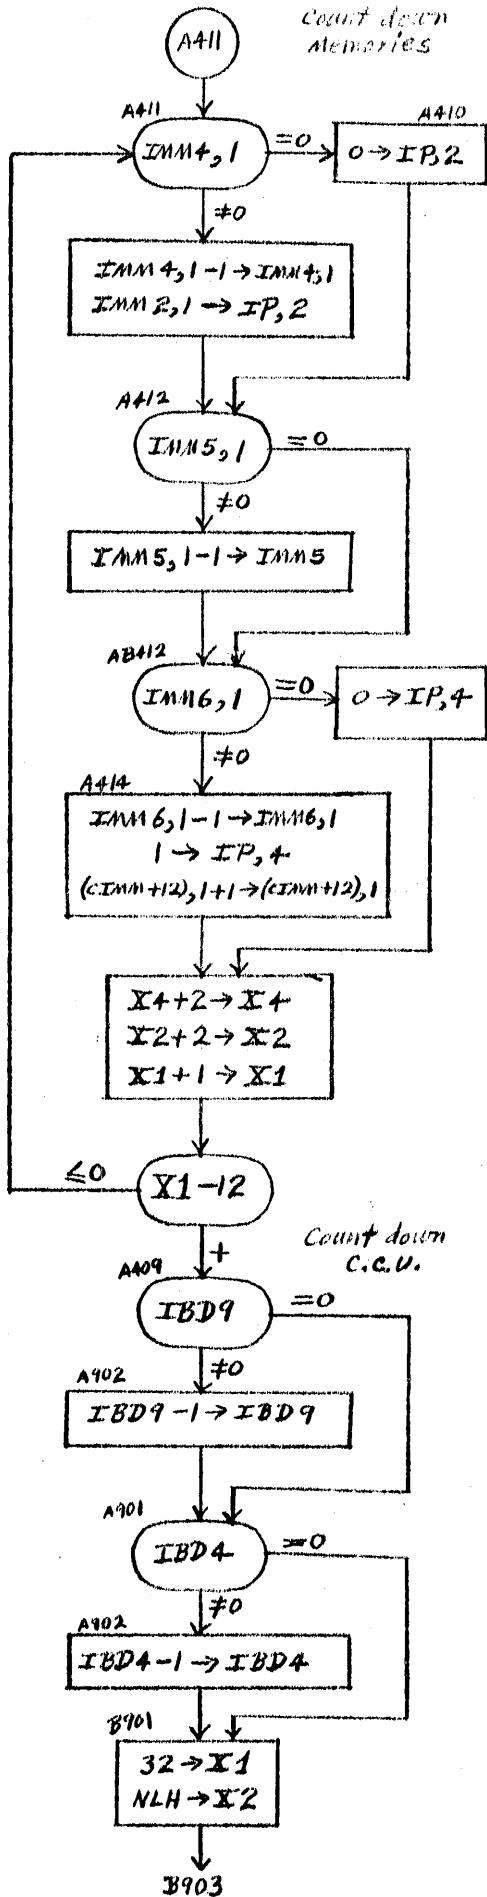 A411
Count down
Memories
A411
IMM4,1
=0
A410
0→IP,2
≠0
IMM4,1-1→IMM4,1
IMM2,1→IP,2
A412
IMM5,1
=0
≠0
IMM5,1-1→IMM5
AB412
IMM6,1
=0
0→IP,4
≠0
A414
IMM6,1-1→IMM6,1
1→IP,4
(CIMM+12),1+1→(CIMM+12),1
X4+2→X4
X2+2→X2
X1+1→X1
≤0
X1-12
+
Count down
C.C.U.
A409
IBD9
=0
≠0
A902
IBD9-1→IBD9
A901
IBD4
=0
≠0
A902
IBD4-1→IBD4
B901
32→X1
NLH→X2
B903